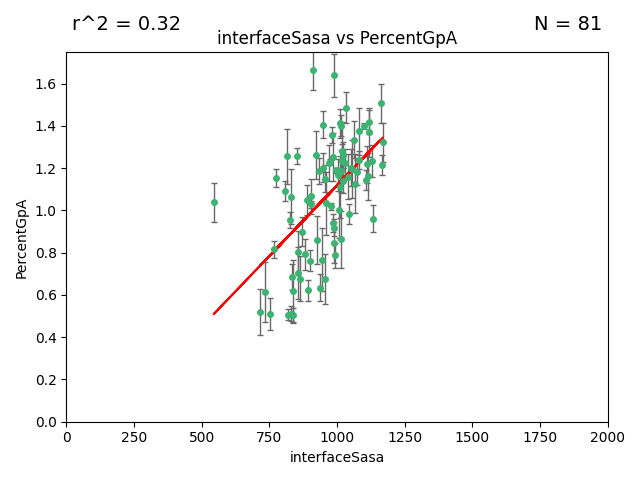 r^2 = 0.32
N = 81
interfaceSasa vs PercentGpA
PercentGpA
1.6
1.4
1.2
1.0
0.8
0.6
0.4
0.2
0.0
0 250 500 750 1000 1250 1500 1750 2000
interfaceSasa